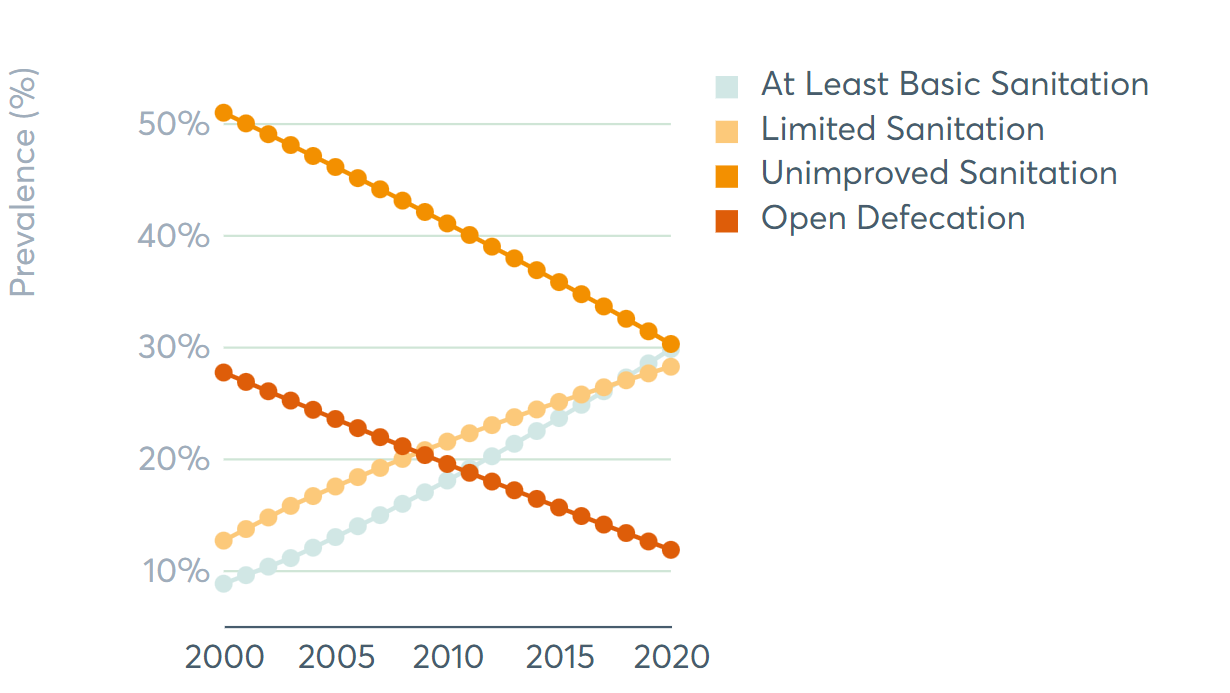 Prevalence (%)
50%
40%
30%
20%
10%
2000 2005 2010 2015 2020
At Least Basic Sanitation
Limited Sanitation
Unimproved Sanitation
Open Defecation